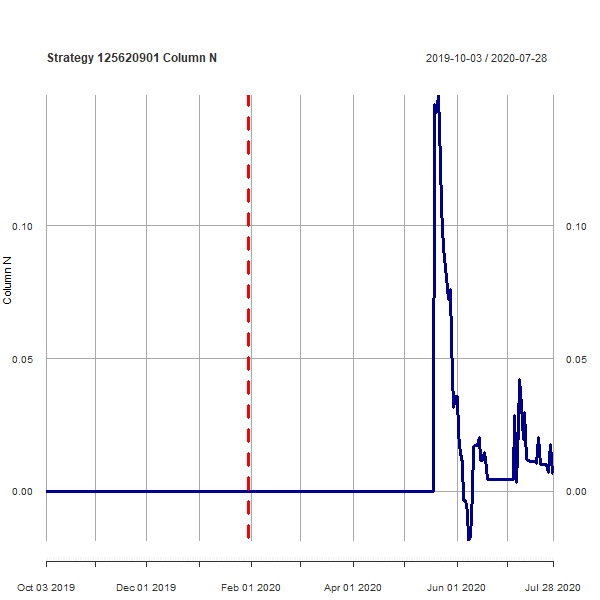 Strategy 125620901 Column N
2019-10-03 / 2020-07-28
Column N
0.10
0.05
0.00
0.10
0.05
0.00
Oct 03 2019
Dec 01 2019
Feb 01 2020
Apr 01 2020
Jun 01 2020
Jul 28 2020